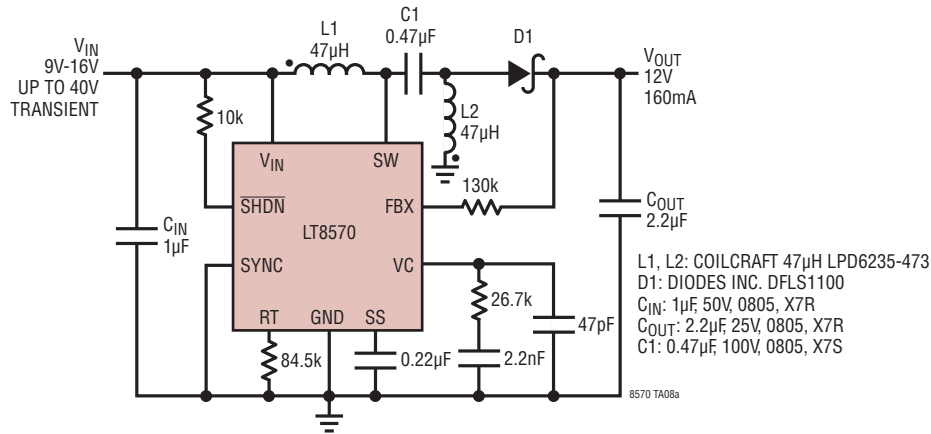 L1
47µH
C1
0.47µF
D1
VIN
9V-16V
UP TO 40V
TRANSIENT
VOUT
12V
160mA
10k
L2
47µH
VIN
SW
130k
SHDN
FBX
CIN
1µF
LT8570
COUT
2.2µF
SYNC
VC
26.7k
47pF
RT
GND
SS
84.5k
0.22µF
2.2nF
L1, L2: COILCRAFT 47µH LPD6235-473
D1: DIODES INC. DFLS1100
CIN: 1µF, 50V, 0805, X7R
COUT: 2.2µF, 25V, 0805, X7R
C1: 0.47µF, 100V, 0805, X7S
8570 TA08a